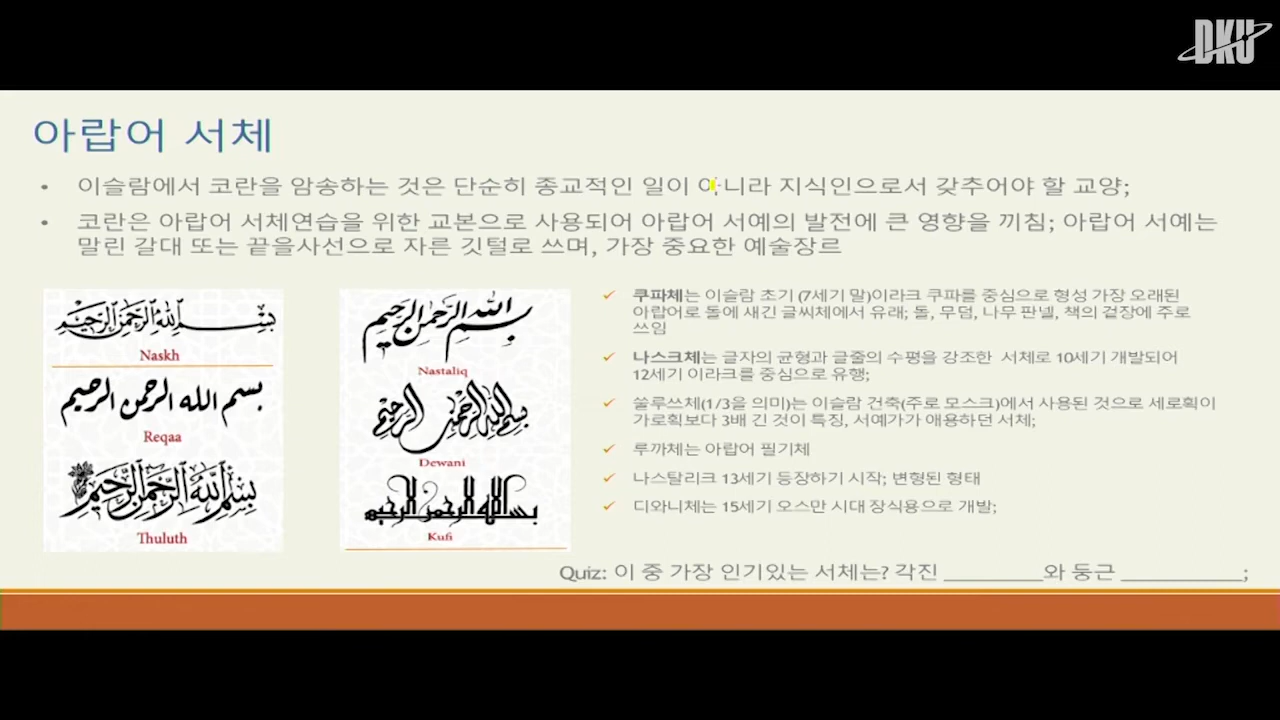 DKU
아랍어 서체
• 이슬람에서 코란을 암송하는 것은 단순히 종교적인 일이 아니라 지식인으로서 갖추어야 할 교양;
• 코란은 아랍어 서체연습을 위한 교본으로 사용되어 아랍어 서예의 발전에 큰 영향을 끼침; 아랍어 서예는
말린 갈대 또는 끝을사선으로 자른 깃털로 쓰며, 가장 중요한 예술장르
بسم الله الرحمن الرحيم
Naskh
بسم الله الرحمن الرحيم
Reqaa
بسم الله الرحمن الرحيم
Thuluth
بسم الله الرحمن الرحيم
Nastaliq
بسم الله الرحمن الرحيم
Dewani
بسم الله الرحمن الرحيم
Kufi
✓ 쿠파체는 이슬람 초기 (7세기 말)이라크 쿠파를 중심으로 형성 가장 오래된
아랍어로 돌에 새긴 글씨체에서 유래; 돌, 무덤, 나무 판넬, 책의 겉장에 주로
쓰임
✓ 나스크체는 글자의 균형과 글줄의 수평을 강조한 서체로 10세기 개발되어
12세기 이라크를 중심으로 유행;
✓ 쑬루쓰체(1/3을 의미)는 이슬람 건축(주로 모스크)에서 사용된 것으로 세로획이
가로획보다 3배 긴 것이 특징, 서예가가 애용하던 서체;
✓ 루까체는 아랍어 필기체
✓ 나스탈리크 13세기 등장하기 시작; 변형된 형태
✓ 디와니체는 15세기 오스만 시대 장식용으로 개발;
Quiz: 이 중 가장 인기있는 서체는? 각진 __________와 둥근 ____________;